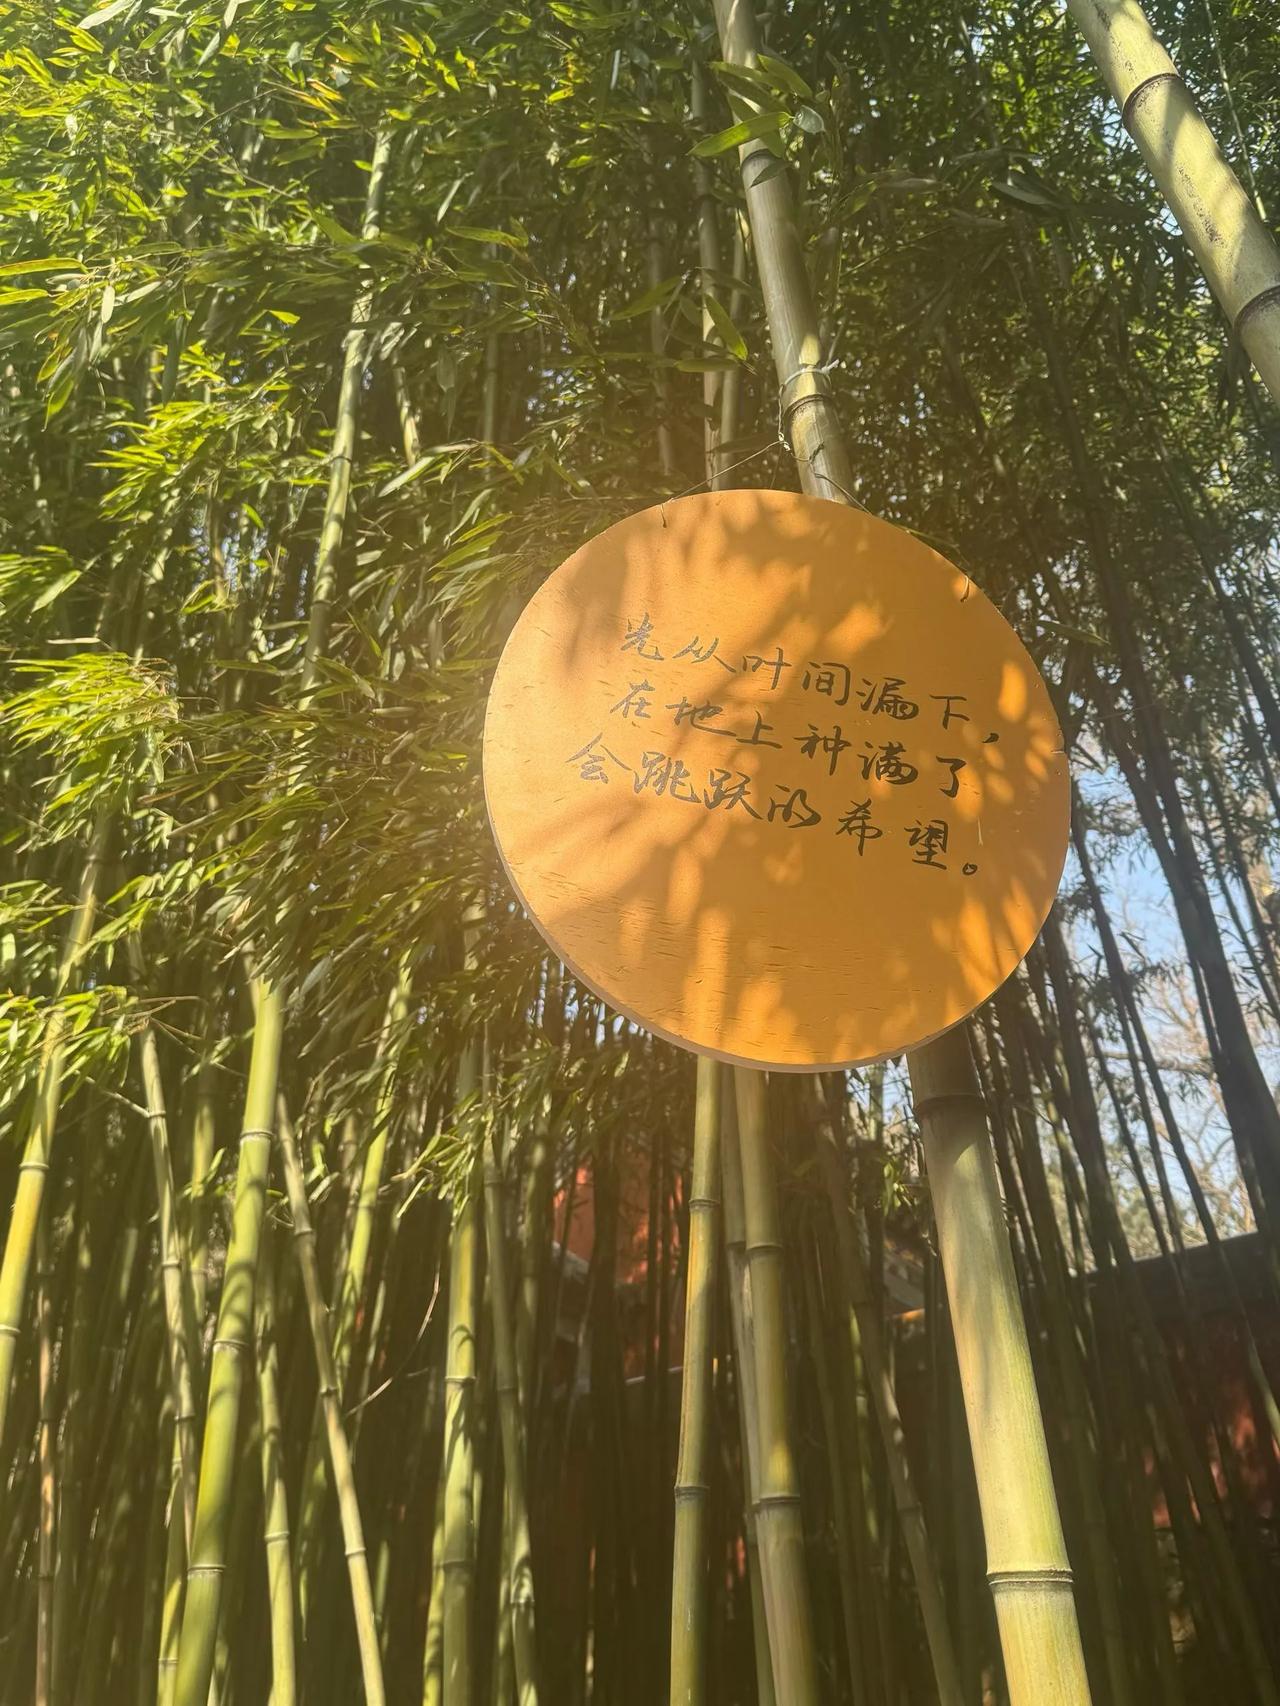 光从叶间漏下，
在地上种满了
会跳跃的希望。